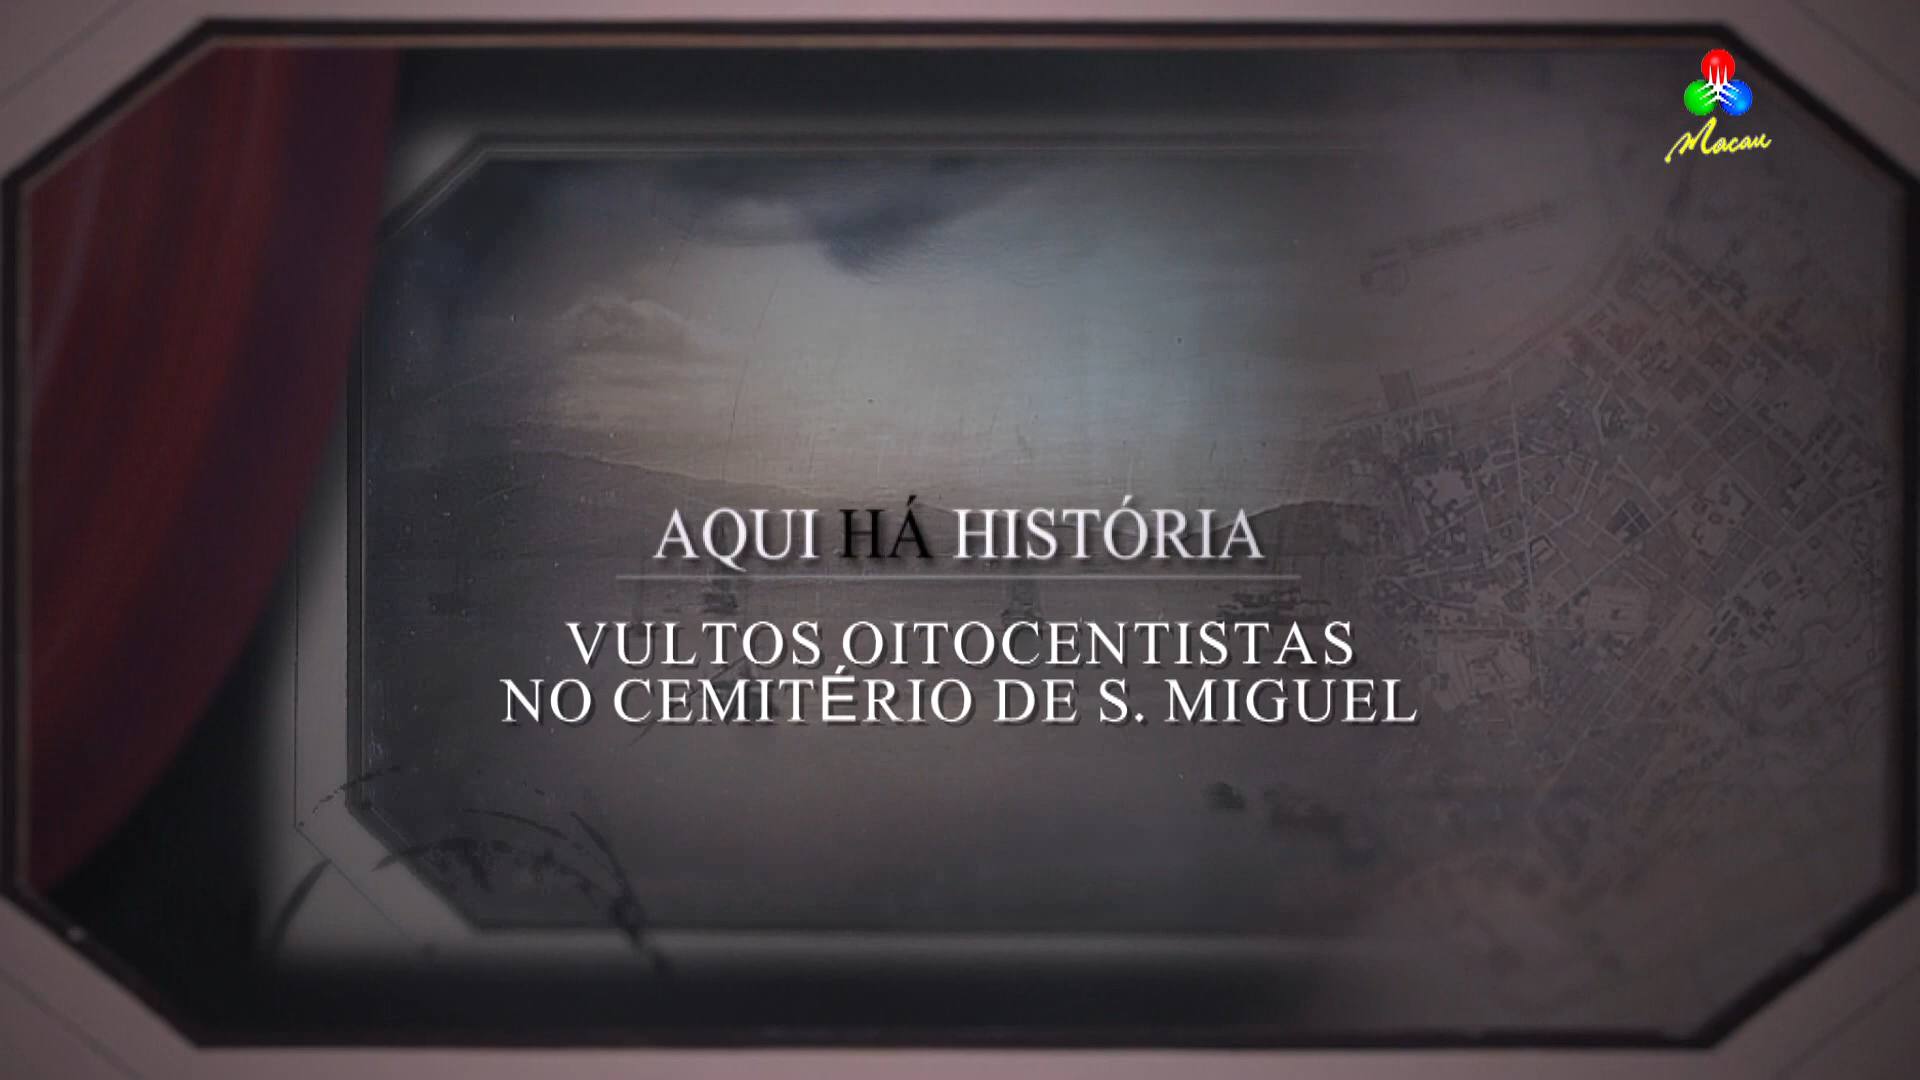 Macau
AQUI HÁ HISTÓRIA
VULTOS OITOCENTISTAS
NO CEMITÉRIO DE S. MIGUEL